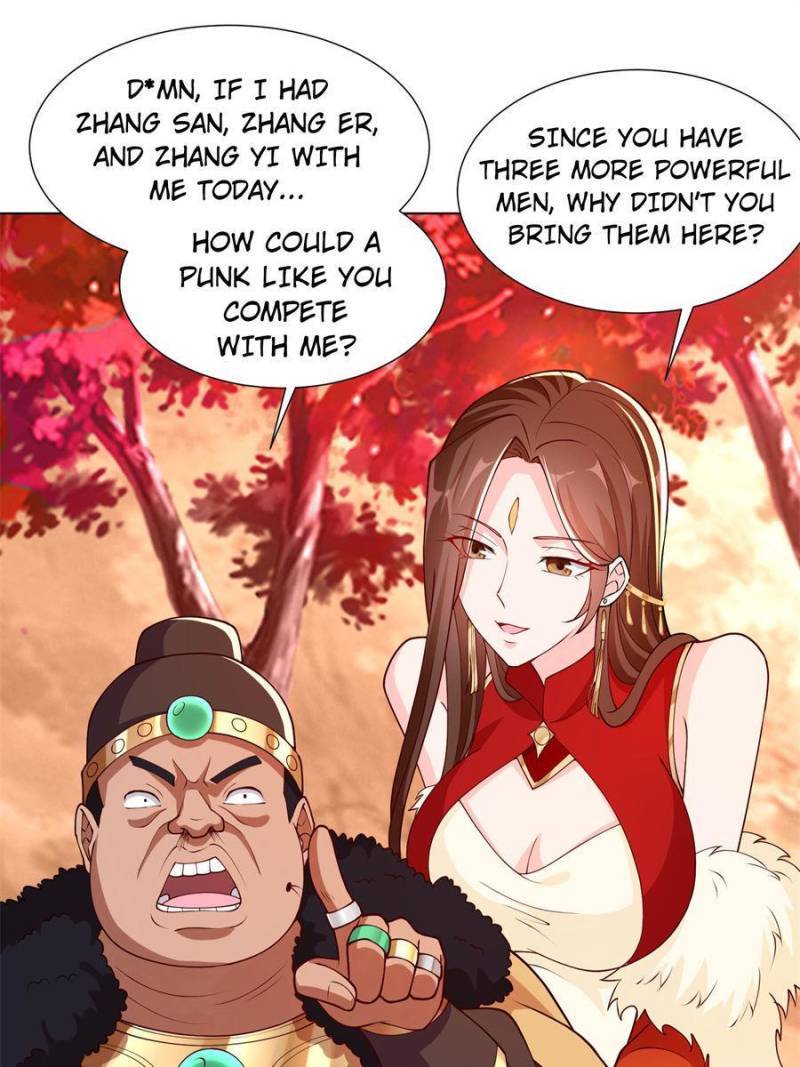 D*MN, IF I HAD
ZHANG SAN, ZHANG ER,
AND ZHANG YI WITH
ME TODAY...
HOW COULD A
PUNK LIKE YOU
COMPETE
WITH ME?
SINCE YOU HAVE
THREE MORE POWERFUL
MEN, WHY DIDN'T YOU
BRING THEM HERE?